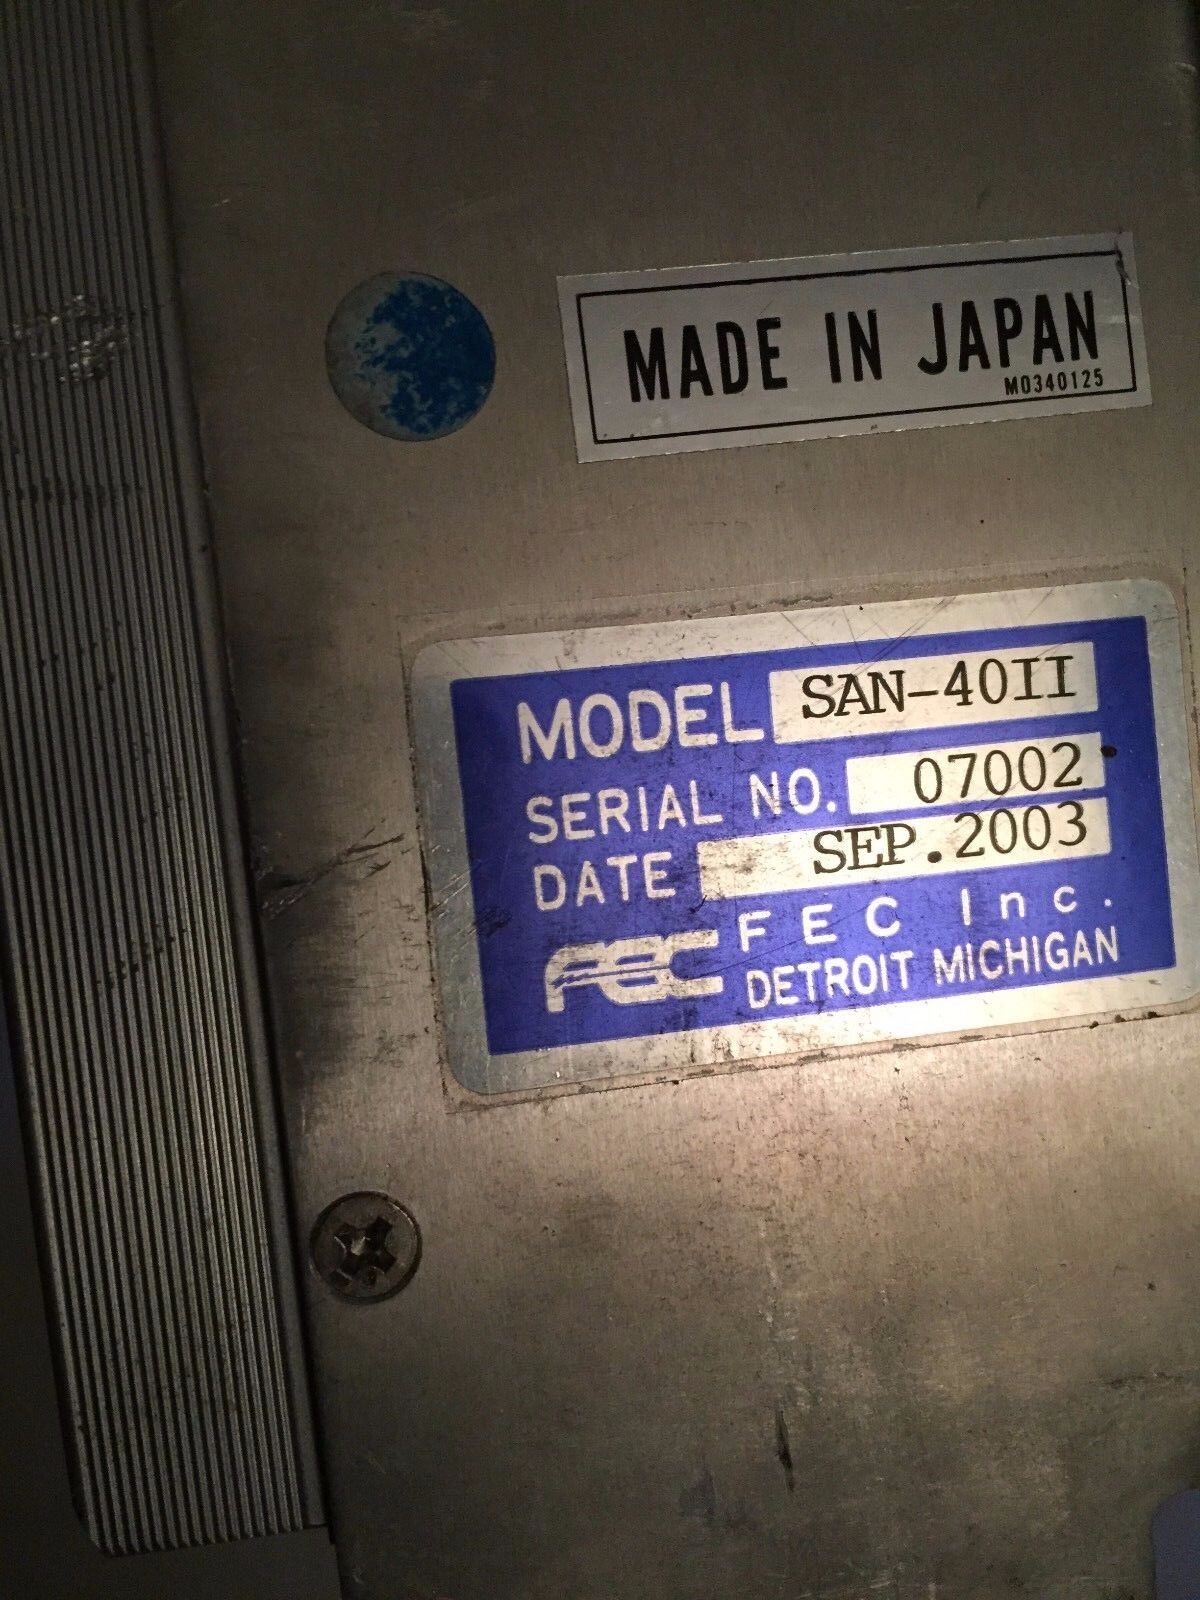 MADE IN JAPAN
M0340125
MODEL SAN-40II
SERIAL NO. 07002
DATE SEP.2003
FEC FEC Inc.
DETROIT MICHIGAN